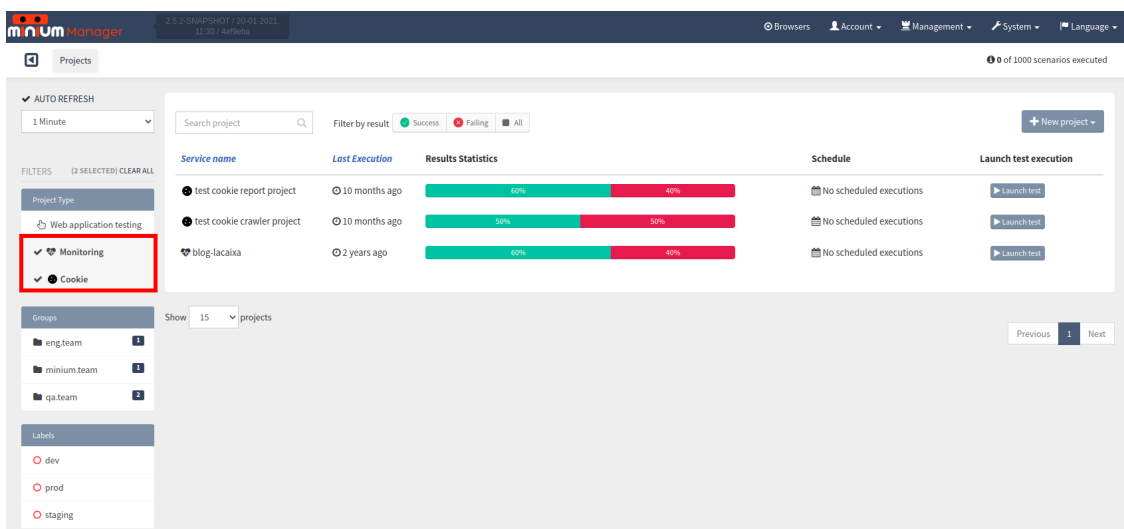 minium Manager
2.5.2-SNAPSHOT / 20-01-2021.
11:30 / 4af9eba
Browsers Account Management System Language
Projects
0 of 1000 scenarios executed
AUTO REFRESH
1 Minute
FILTERS (2 SELECTED) CLEAR ALL
Project Type
Web application testing
Monitoring
Cookie
Groups
eng.team 1
minium.team 1
qa.team 2
Labels
dev
prod
staging
Search project Filter by result Success Failing All New project
Service name Last Execution Results Statistics Schedule Launch test execution
test cookie report project 10 months ago 60% 40% No scheduled executions Launch test
test cookie crawler project 10 months ago 50% 50% No scheduled executions Launch test
blog-lacaixa 2 years ago 60% 40% No scheduled executions Launch test
Show 15 projects
Previous 1 Next